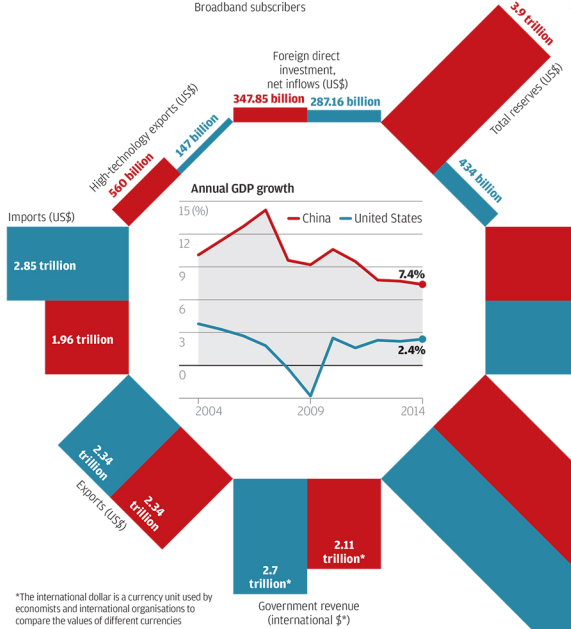 Broadband subscribers
3.9 trillion
Total reserves (US$)
434 billion
Foreign direct
investment,
net inflows (US$)
347.85 billion
287.16 billion
High-technology exports (US$)
147 billion
560 billion
Imports (US$)
2.85 trillion
1.96 trillion
Annual GDP growth
15 (%)
China
United States
12
9
6
3
0
7.4%
2.4%
2004
2009
2014
2.34
trillion
2.34
trillion
Exports (US$)
2.7
trillion*
2.11
trillion*
Government revenue
(international $*)
*The international dollar is a currency unit used by
economists and international organisations to
compare the values of different currencies